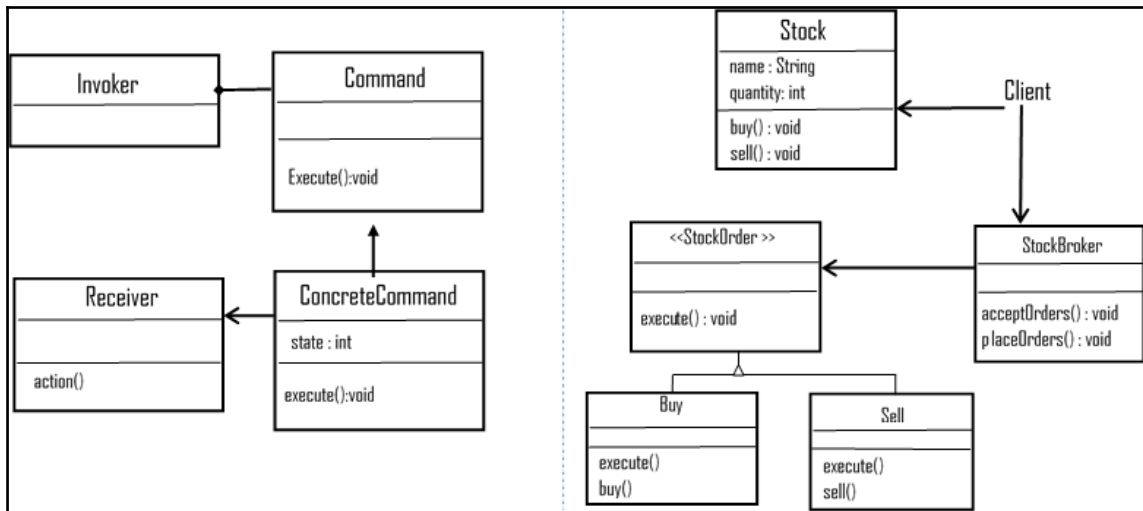 Invoker
Command
Execute():void
Receiver
action()
ConcreteCommand
state : int
execute():void
Stock
name : String
quantity: int
buy() : void
sell() : void
Client
<<StockOrder >>
execute() : void
StockBroker
acceptOrders() : void
placeOrders() : void
Buy
execute()
buy()
Sell
execute()
sell()